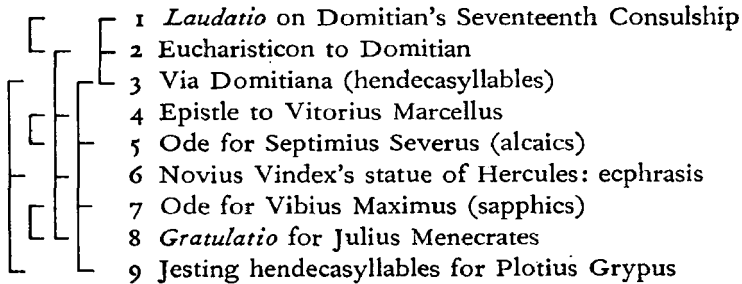 1 Laudatio on Domitian's Seventeenth Consulship
2 Eucharisticon to Domitian
3 Via Domitiana (hendecasyllables)
4 Epistle to Vitorius Marcellus
5 Ode for Septimius Severus (alcaics)
6 Novius Vindex's statue of Hercules: ecphrasis
7 Ode for Vibius Maximus (sapphics)
8 Gratulatio for Julius Menecrates
9 Jesting hendecasyllables for Plotius Grypus